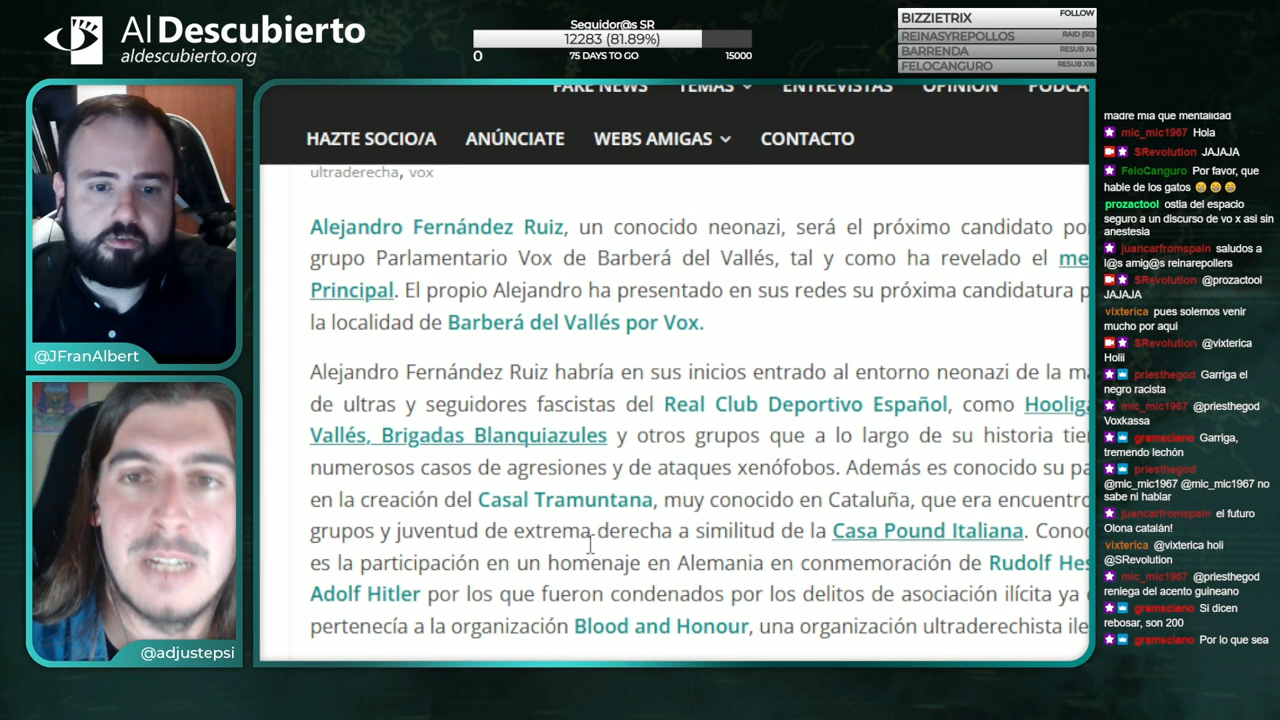 Al Descubierto
aldescubierto.org
Seguidor@s SR
12283 (81.89%)
0 75 DAYS TO GO 15000
BIZZIETRIX FOLLOW
REINASYREPOLLOS RAID (50)
BARRENDA RESUB X4
FELOCANGURO RESUB X16
@JFranAlbert
@adjustepsi
FAKE NEWS TEMAS ENTREVISTAS OPINIÓN PODCA
HAZTE SOCIO/A ANÚNCIATE WEBS AMIGAS CONTACTO
ultraderecha, vox
Alejandro Fernández Ruiz, un conocido neonazi, será el próximo candidato por
grupo Parlamentario Vox de Barberá del Vallés, tal y como ha revelado el me
Principal. El propio Alejandro ha presentado en sus redes su próxima candidatura p
la localidad de Barberá del Vallés por Vox.
Alejandro Fernández Ruiz habría en sus inicios entrado al entorno neonazi de la ma
de ultras y seguidores fascistas del Real Club Deportivo Español, como Hooliga
Vallés, Brigadas Blanquiazules y otros grupos que a lo largo de su historia tien
numerosos casos de agresiones y de ataques xenófobos. Además es conocido su pa
en la creación del Casal Tramuntana, muy conocido en Cataluña, que era encuentro
grupos y juventud de extrema derecha a similitud de la Casa Pound Italiana. Conoc
es la participación en un homenaje en Alemania en conmemoración de Rudolf Hes
Adolf Hitler por los que fueron condenados por los delitos de asociación ilícita ya
pertenecía a la organización Blood and Honour, una organización ultraderechista ile
madre mia que mentalidad
mic_mic1967 Hola
SRevolution JAJAJA
FeloCanguro Por favor, que
hable de los gatos
prozactool ostia del espacio
seguro a un discurso de vo x asi sin
anestesia
juancarfromspain saludos a
l@s amig@s reinarepollers
SRevolution @prozactool
JAJAJA
vixterica pues solemos venir
mucho por aqui
SRevolution @vixterica
Holii
priesthegod Garriga el
negro racista
mic_mic1967 @priesthegod
Voxkassa
gramsciano Garriga,
tremendo lechón
priesthegod
@mic_mic1967 @mic_mic1967 no
sabe ni hablar
juancarfromspain el futuro
Olona catalán!
vixterica @vixterica holi
@SRevolution
mic_mic1967 @priesthegod
reniega del acento guineano
gramsciano Si dicen
rebosar, son 200
gramsciano Por lo que sea